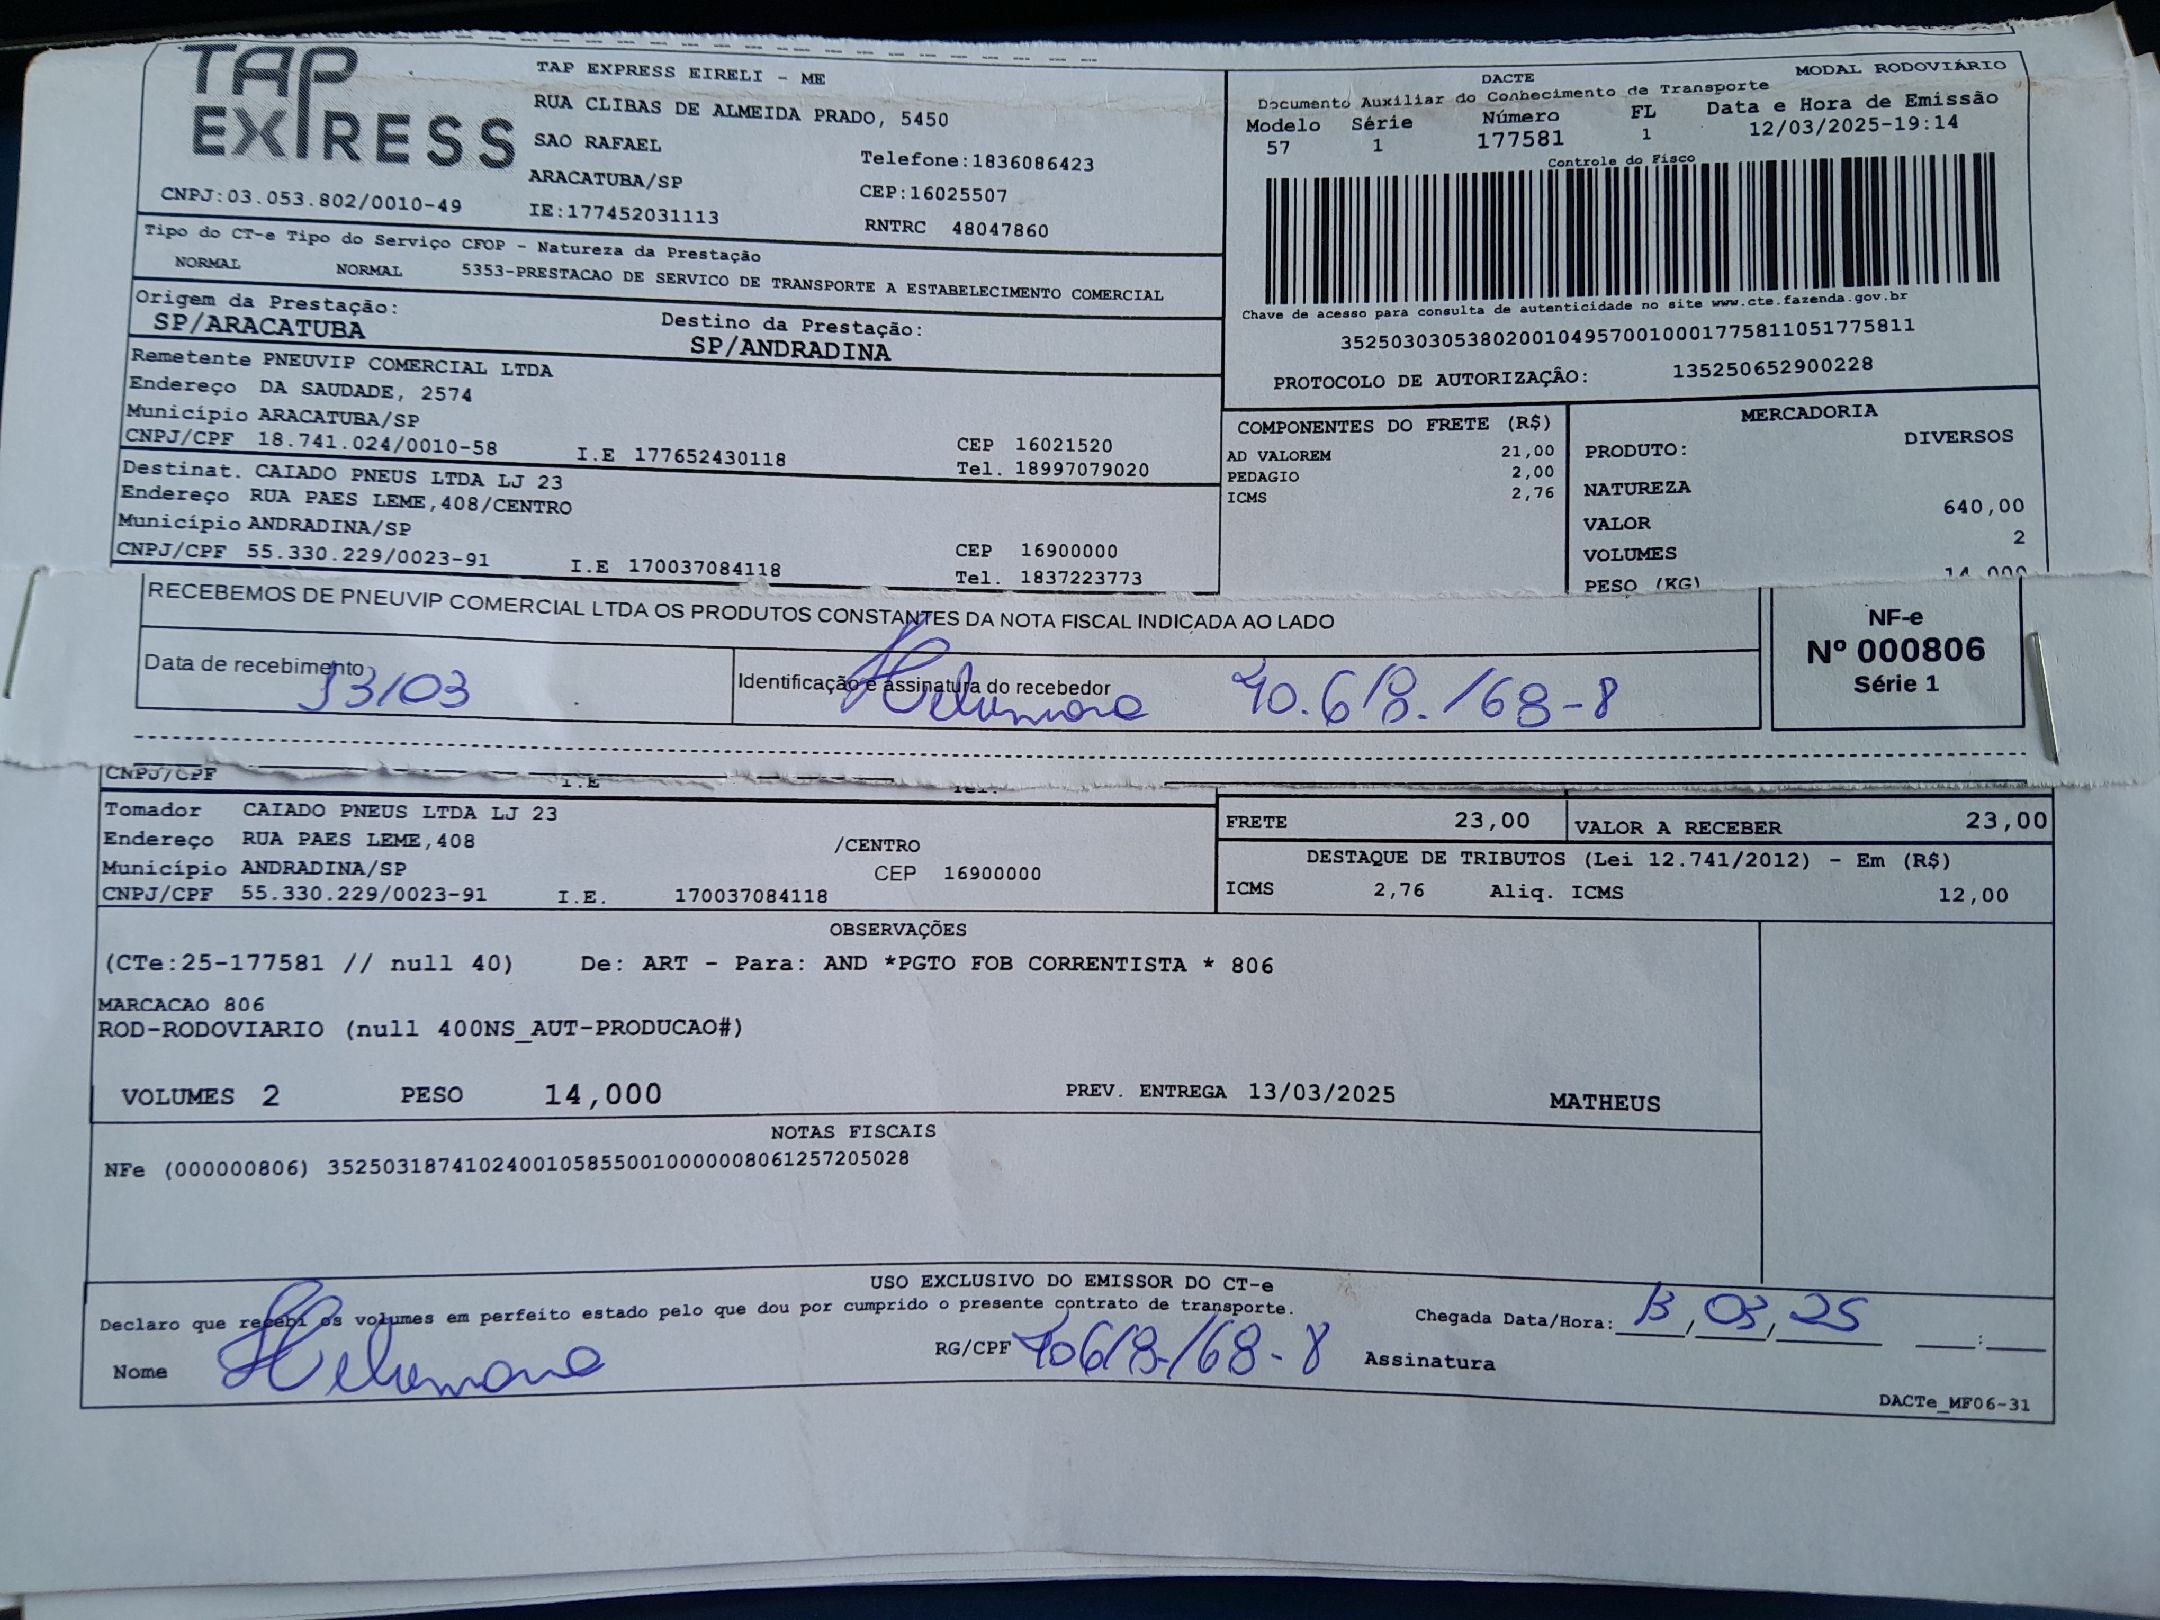 TAP EXPRESS
TAP EXPRESS EIRELI - ME
RUA CLIBAS DE ALMEIDA PRADO, 5450
SAO RAFAEL
Telefone:1836086423
ARACATUBA/SP
CEP:16025507
CNPJ:03.053.802/0010-49
IE:177452031113
RNTRC 48047860
DACTE
MODAL RODOVIÁRIO
Documento Auxiliar do Conhecimento de Transporte
Modelo Série Número FL Data e Hora de Emissão
57 1 177581 1 12/03/2025-19:14
Controle do Fisco
Chave de acesso para consulta de autenticidade no site www.cte.fazenda.gov.br
35250303053802001049570010001775811051775811
PROTOCOLO DE AUTORIZAÇÃO: 135250652900228
Tipo do CT-e Tipo do Serviço CFOP - Natureza da Prestação
NORMAL NORMAL 5353-PRESTACAO DE SERVICO DE TRANSPORTE A ESTABELECIMENTO COMERCIAL
Origem da Prestação: Destino da Prestação:
SP/ARACATUBA SP/ANDRADINA
Remetente PNEUVIP COMERCIAL LTDA
Endereço DA SAUDADE, 2574
Município ARACATUBA/SP CEP 16021520
CNPJ/CPF 18.741.024/0010-58 I.E 177652430118 Tel. 18997079020
Destinat. CAIADO PNEUS LTDA LJ 23
Endereço RUA PAES LEME,408/CENTRO
Município ANDRADINA/SP CEP 16900000
CNPJ/CPF 55.330.229/0023-91 I.E 170037084118 Tel. 1837223773
COMPONENTES DO FRETE (R$)
AD VALOREM 21,00
PEDAGIO 2,00
ICMS 2,76
MERCADORIA
PRODUTO: DIVERSOS
NATUREZA
VALOR 640,00
VOLUMES 2
PESO (KG) 14,000
RECEBEMOS DE PNEUVIP COMERCIAL LTDA OS PRODUTOS CONSTANTES DA NOTA FISCAL INDICADA AO LADO
Data de recebimento 13/03
Identificação e assinatura do recebedor
NF-e
Nº 000806
Série 1
CNPJ/CPF I.E Tel.
Tomador CAIADO PNEUS LTDA LJ 23
Endereço RUA PAES LEME,408 /CENTRO
Município ANDRADINA/SP CEP 16900000
CNPJ/CPF 55.330.229/0023-91 I.E. 170037084118
FRETE 23,00 VALOR A RECEBER 23,00
DESTAQUE DE TRIBUTOS (Lei 12.741/2012) - Em (R$)
ICMS 2,76 Aliq. ICMS 12,00
OBSERVAÇÕES
(CTe:25-177581 // null 40) De: ART - Para: AND *PGTO FOB CORRENTISTA * 806
MARCACAO 806
ROD-RODOVIARIO (null 400NS_AUT-PRODUCAO#)
VOLUMES 2 PESO 14,000 PREV. ENTREGA 13/03/2025 MATHEUS
NOTAS FISCAIS
NFe (000000806) 35250318741024001058550010000008061257205028
USO EXCLUSIVO DO EMISSOR DO CT-e
Declaro que recebi os volumes em perfeito estado pelo que dou por cumprido o presente contrato de transporte.
Chegada Data/Hora: 13,03,25 :
Nome
RG/CPF
Assinatura
DACTe_MF06-31